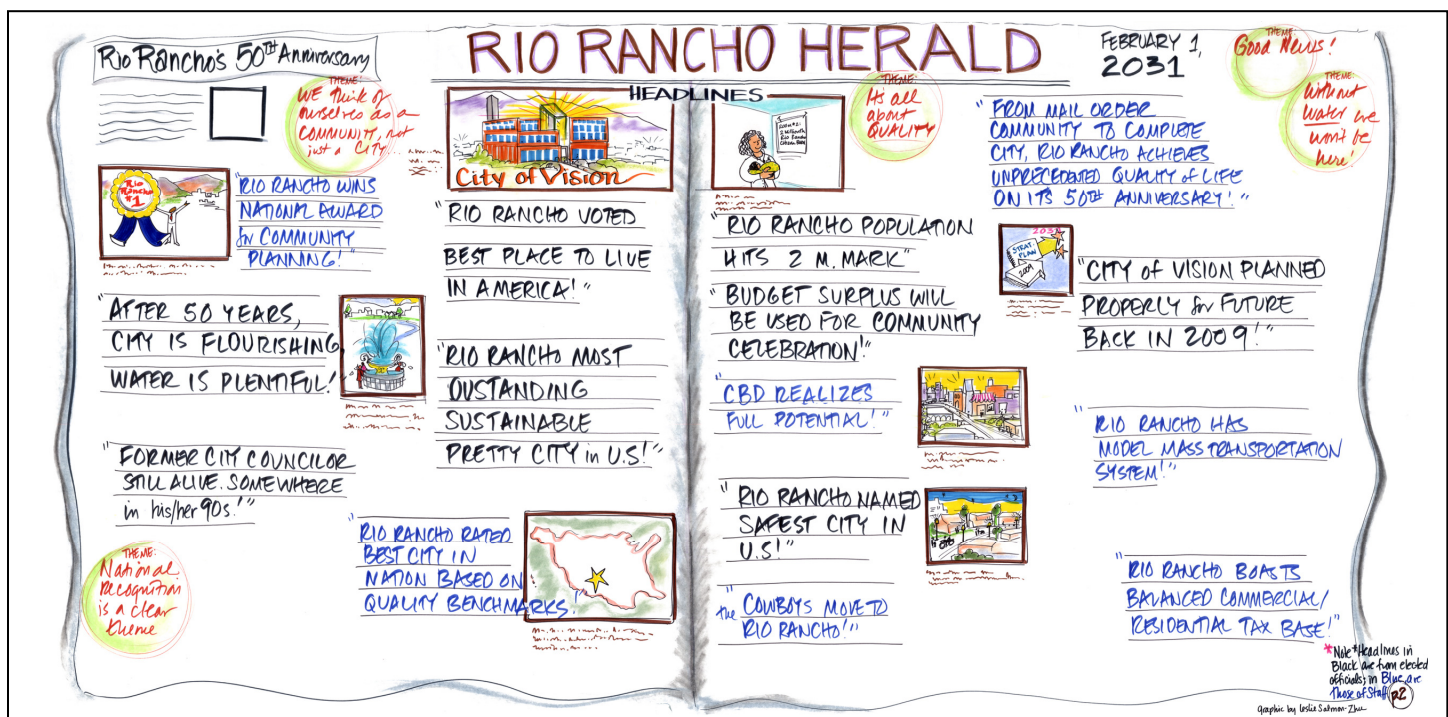 Rio Rancho's 50TH Anniversary
RIO RANCHO HERALD
FEBRUARY 1,
2031
THEME:
Good News!
HEADLINES
THEME:
WE think of
ourselves as a
COMMUNITY, not
just a CITY
Rio
Rancho
#1
"RIO RANCHO WINS
NATIONAL AWARD
for COMMUNITY
PLANNING!"
"AFTER 50 YEARS,
CITY IS FLOURISHING,
WATER IS PLENTIFUL!"
"FORMER CITY COUNCILOR
STILL ALIVE. SOMEWHERE
in his/her 90s!"
THEME:
National
recognition
is a clear
theme
City of Vision
"RIO RANCHO VOTED
BEST PLACE TO LIVE
IN AMERICA!"
"RIO RANCHO MOST
OUSTANDING
SUSTAINABLE
PRETTY CITY in U.S!"
"RIO RANCHO RATED
BEST CITY IN
NATION BASED ON
QUALITY BENCHMARKS!"
THEME:
It's all
about
QUALITY
Rio Rancho
"RIO RANCHO POPULATION
HITS 2 M. MARK"
"BUDGET SURPLUS WILL
BE USED FOR COMMUNITY
CELEBRATION!"
"CBD REALIZES
FULL POTENTIAL!"
"RIO RANCHO NAMED
SAFEST CITY IN
U.S!"
"the COWBOYS MOVE TO
RIO RANCHO!"
"FROM MAIL ORDER
COMMUNITY TO COMPLETE
CITY, RIO RANCHO ACHIEVES
UNPRECEDENTED QUALITY of LIFE
ON ITS 50TH ANNIVERSARY!"
THEME:
Without
water we
won't be
here!
2031
STRAT.
PLAN
2009
"CITY of VISION PLANNED
PROPERLY for FUTURE
BACK IN 2009!"
"RIO RANCHO HAS
MODEL MASS TRANSPORTATION
SYSTEM!"
"RIO RANCHO BOASTS
BALANCED COMMERCIAL/
RESIDENTIAL TAX BASE!"
*Note *Headlines in
Black are from elected
officials; in Blue, are
Those of Staff p2
Graphic by Leslie Salmon-Zhu